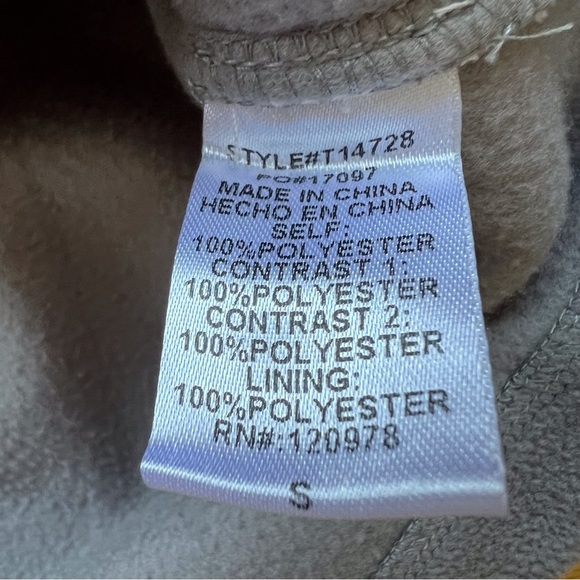 STYLE#T14728
PO#17097
MADE IN CHINA
HECHO EN CHINA
SELF:
100%POLYESTER
CONTRAST 1:
100%POLYESTER
CONTRAST 2:
100%POLYESTER
LINING:
100%POLYESTER
RN#:120978
S